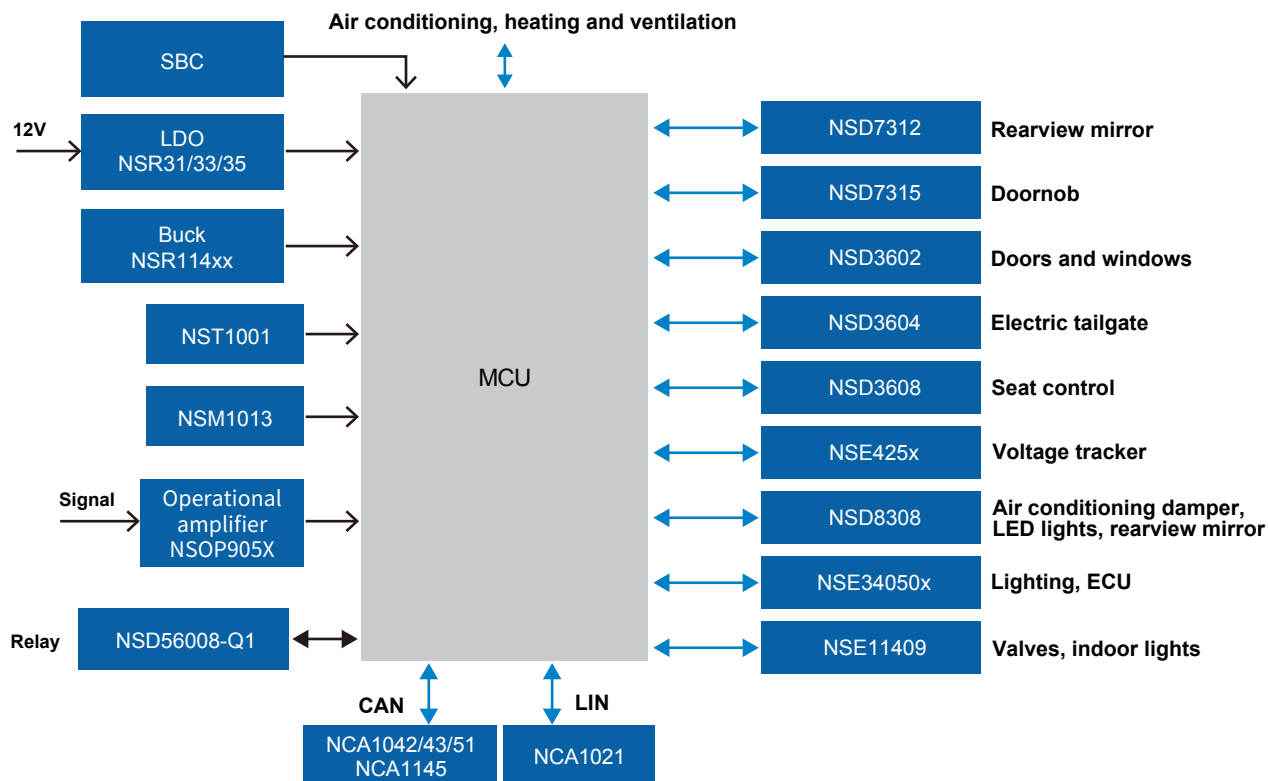 Air conditioning, heating and ventilation
SBC
12V
LDO
NSR31/33/35
Buck
NSR114xx
NST1001
NSM1013
Signal
Operational
amplifier
NSOP905X
Relay
NSD56008-Q1
MCU
NSD7312
Rearview mirror
NSD7315
Doornob
NSD3602
Doors and windows
NSD3604
Electric tailgate
NSD3608
Seat control
NSE425x
Voltage tracker
NSD8308
Air conditioning damper,
LED lights, rearview mirror
NSE34050x
Lighting, ECU
NSE11409
Valves, indoor lights
CAN
LIN
NCA1042/43/51
NCA1145
NCA1021